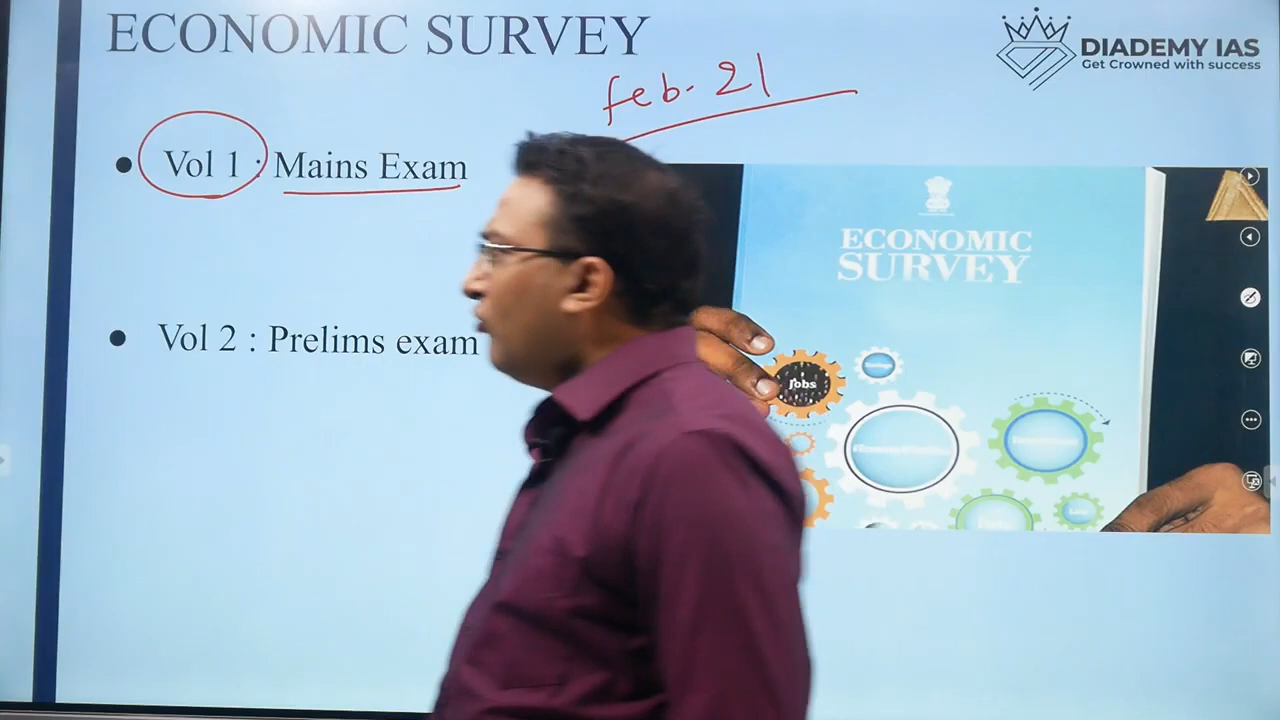 ECONOMIC SURVEY
DIADEMY IAS
Get Crowned with success
feb. 21
• Vol 1 : Mains Exam
ECONOMIC
SURVEY
• Vol 2 : Prelims exam
Jobs